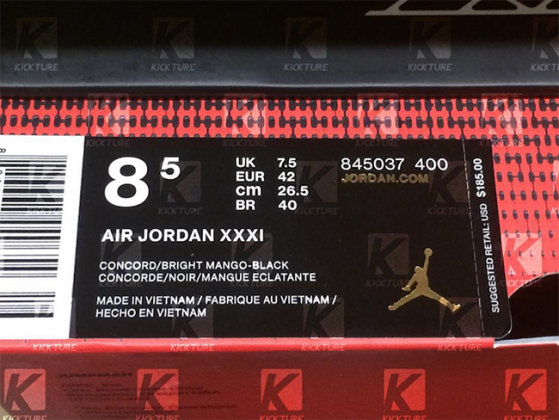 8 5
UK 7.5
EUR 42
cm 26.5
BR 40
845037 400
JORDAN.COM
AIR JORDAN XXXI
CONCORD/BRIGHT MANGO-BLACK
CONCORDE/NOIR/MANGUE ECLATANTE
MADE IN VIETNAM / FABRIQUE AU VIETNAM /
HECHO EN VIETNAM
SUGGESTED RETAIL: USD $185.00
KICKTURE